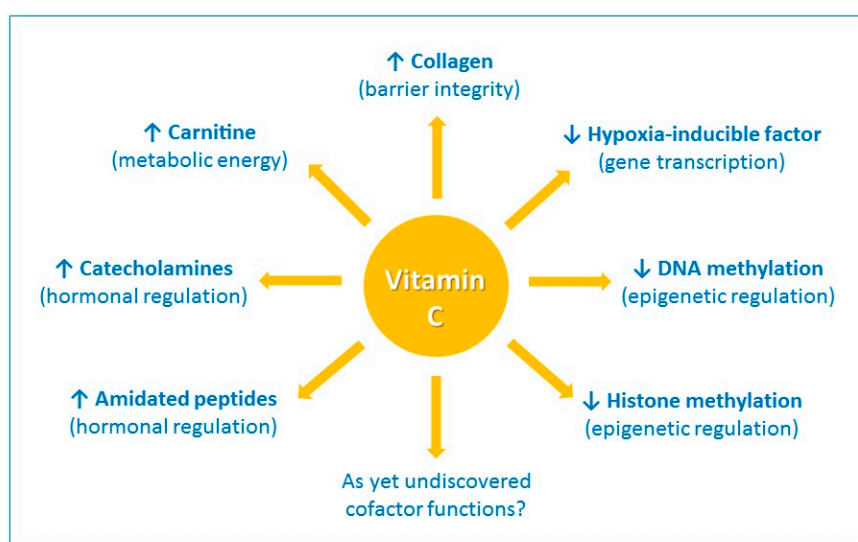 ↑ Collagen
(barrier integrity)
↑ Carnitine
(metabolic energy)
↓ Hypoxia-inducible factor
(gene transcription)
↑ Catecholamines
(hormonal regulation)
Vitamin
C
↓ DNA methylation
(epigenetic regulation)
↑ Amidated peptides
(hormonal regulation)
↓ Histone methylation
(epigenetic regulation)
As yet undiscovered
cofactor functions?